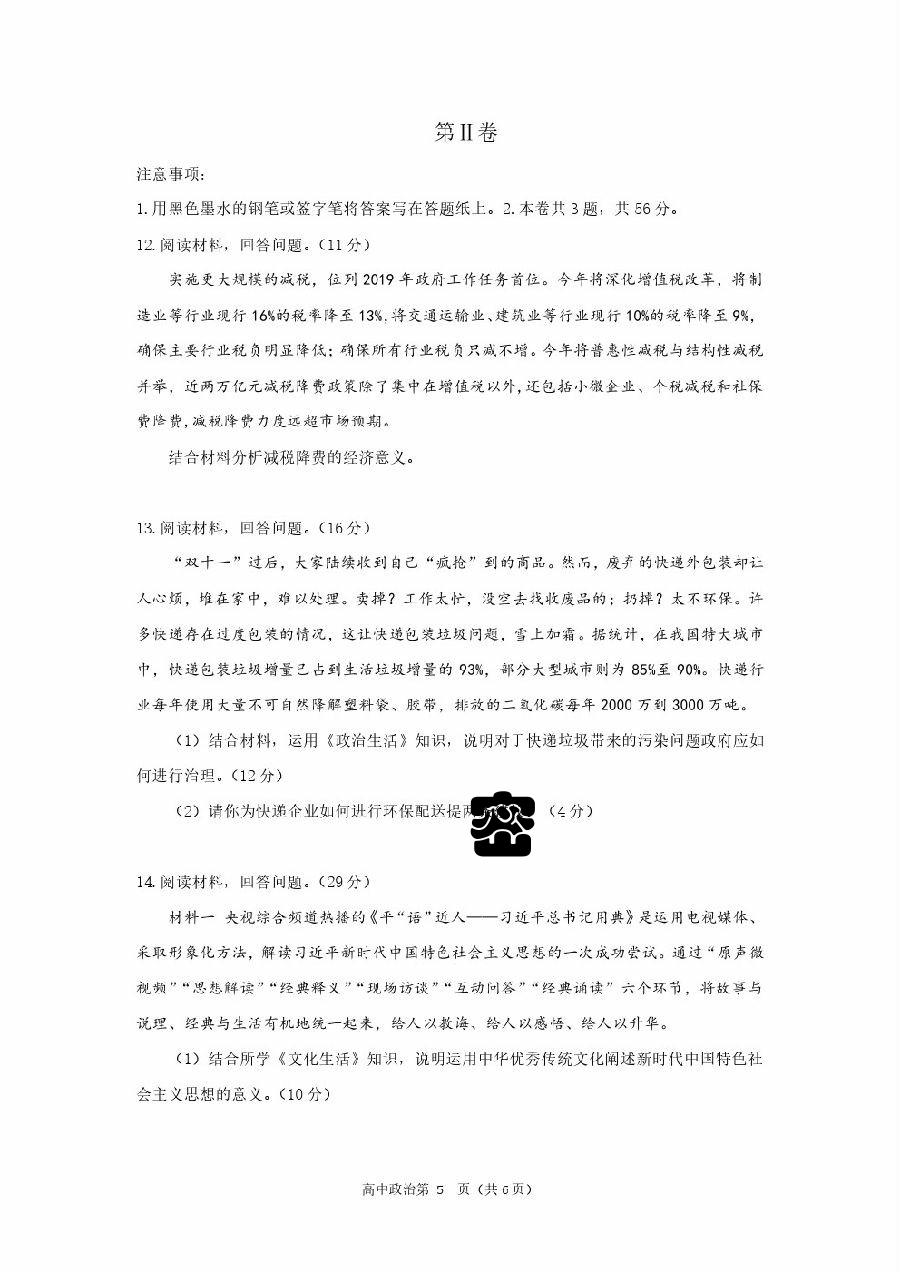 第Ⅱ卷
注意事项:
1.用黑色墨水的钢笔或签字笔将答案写在答题纸上。2.本卷共3题，共56分。
12.阅读材料，回答问题。(11分)
实施更大规模的减税，位列2019年政府工作任务首位。今年将深化增值税改革，将制
造业等行业现行16%的税率降至13%,将交通运输业、建筑业等行业现行10%的税率降至9%,
确保主要行业税负明显降低;确保所有行业税负只减不增。今年将普惠性减税与结构性减税
并举，近两万亿元减税降费政策除了集中在增值税以外,还包括小微企业、个税减税和社保
费降费,减税降费力度远超市场预期。
结合材料分析减税降费的经济意义。
13.阅读材料，回答问题。(16分)
“双十一”过后，大家陆续收到自己“疯抢”到的商品。然而，废弃的快递外包装却让
人心烦，堆在家中，难以处理。卖掉？工作太忙，没空去找收废品的；扔掉？太不环保。许
多快递存在过度包装的情况，这让快递包装垃圾问题，雪上加霜。据统计，在我国特大城市
中，快递包装垃圾增量已占到生活垃圾增量的93%，部分大型城市则为85%至90%。快递行
业每年使用大量不可自然降解塑料袋、胶带，排放的二氧化碳每年2000万到3000万吨。
（1）结合材料，运用《政治生活》知识，说明对于快递垃圾带来的污染问题政府应如
何进行治理。(12分)
（2）请你为快递企业如何进行环保配送提两（4分）
14.阅读材料，回答问题。(29分)
材料一 央视综合频道热播的《平“语”近人——习近平总书记用典》是运用电视媒体、
采取形象化方法，解读习近平新时代中国特色社会主义思想的一次成功尝试。通过“原声微
视频”“思想解读”“经典释义”“现场访谈”“互动问答”“经典诵读”六个环节，将故事与
说理、经典与生活有机地统一起来，给人以教诲、给人以感悟、给人以升华。
（1）结合所学《文化生活》知识，说明运用中华优秀传统文化阐述新时代中国特色社
会主义思想的意义。(10分)
高中政治第 5 页（共6页）